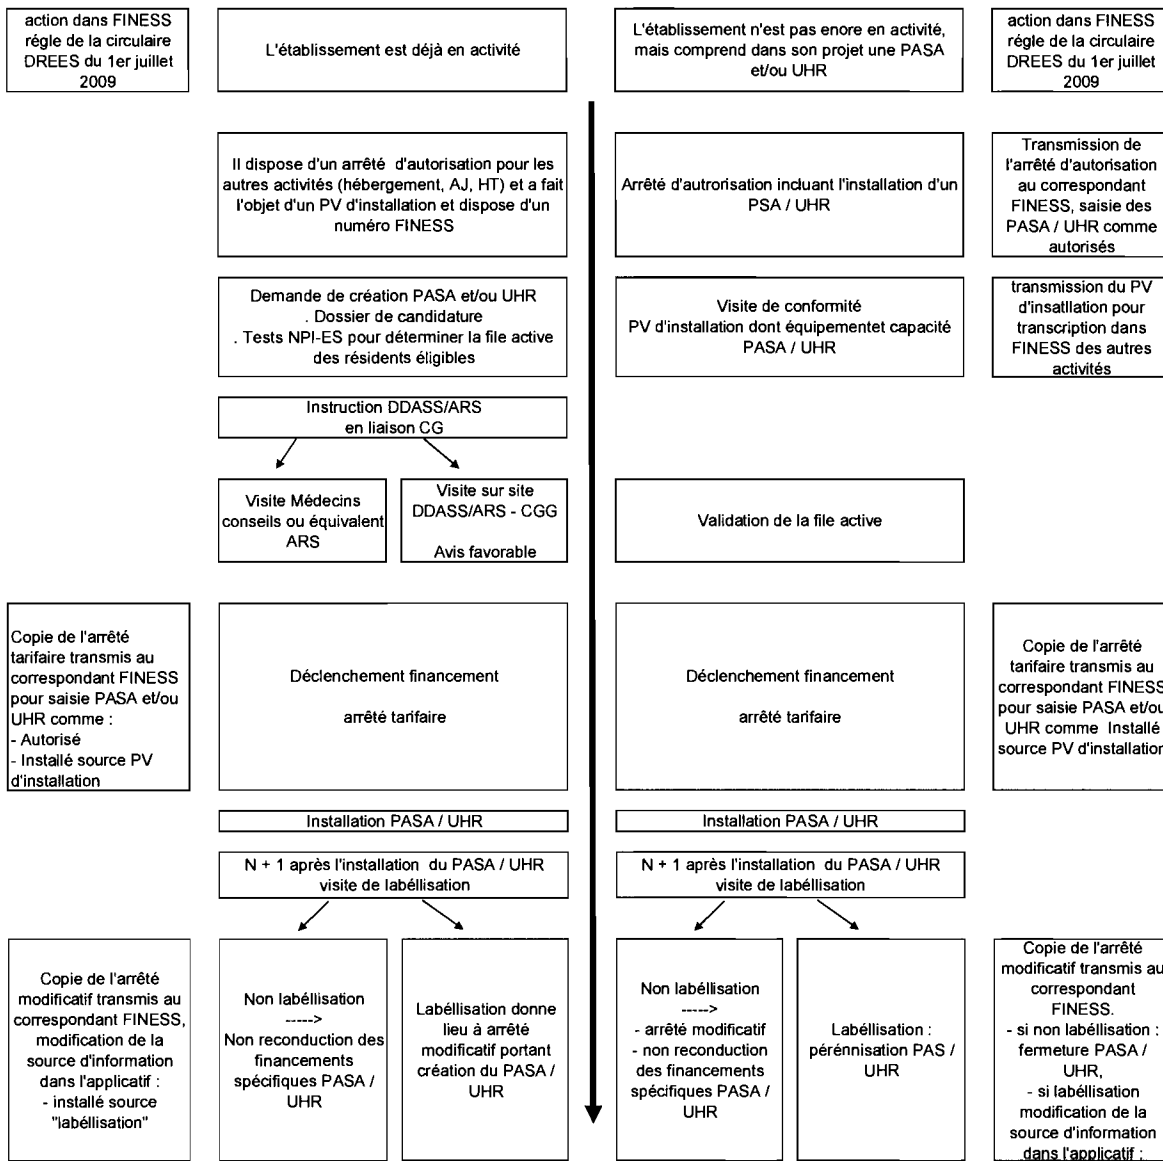 action dans FINESS
régle de la circulaire
DREES du 1er juillet
2009
L'établissement est déjà en activité
L'établissement n'est pas enore en activité,
mais comprend dans son projet une PASA
et/ou UHR
action dans FINESS
régle de la circulaire
DREES du 1er juillet
2009
Il dispose d'un arrêté d'autorisation pour les
autres activités (hébergement, AJ, HT) et a fait
l'objet d'un PV d'installation et dispose d'un
numéro FINESS
Arrêté d'autrorisation incluant l'installation d'un
PSA / UHR
Transmission de
l'arrêté d'autorisation
au correspondant
FINESS, saisie des
PASA / UHR comme
autorisés
Demande de création PASA et/ou UHR
. Dossier de candidature
. Tests NPI-ES pour déterminer la file active
des résidents éligibles
Visite de conformité
PV d'installation dont équipementet capacité
PASA / UHR
transmission du PV
d'insatllation pour
transcription dans
FINESS des autres
activités
Instruction DDASS/ARS
en liaison CG
Visite Médecins
conseils ou équivalent
ARS
Visite sur site
DDASS/ARS - CGG
Avis favorable
Validation de la file active
Copie de l'arrêté
tarifaire transmis au
correspondant FINESS
pour saisie PASA et/ou
UHR comme :
- Autorisé
- Installé source PV
d'installation
Déclenchement financement
arrêté tarifaire
Déclenchement financement
arrêté tarifaire
Copie de l'arrêté
tarifaire transmis au
correspondant FINESS
pour saisie PASA et/ou
UHR comme Installé
source PV d'installation
Installation PASA / UHR
Installation PASA / UHR
N + 1 après l'installation du PASA / UHR
visite de labéllisation
N + 1 après l'installation du PASA / UHR
visite de labéllisation
Copie de l'arrêté
modificatif transmis au
correspondant FINESS,
modification de la
source d'information
dans l'applicatif :
- installé source
"labéllisation"
Non labéllisation
----->
Non reconduction des
financements
spécifiques PASA /
UHR
Labéllisation donne
lieu à arrêté
modificatif portant
création du PASA /
UHR
Non labéllisation
----->
- arrêté modificatif
- non reconduction
des financements
spécifiques PASA /
UHR
Labéllisation :
pérénnisation PAS /
UHR
Copie de l'arrêté
modificatif transmis au
correspondant
FINESS.
- si non labéllisation :
fermeture PASA /
UHR,
- si labéllisation
modification de la
source d'information
dans l'applicatif :